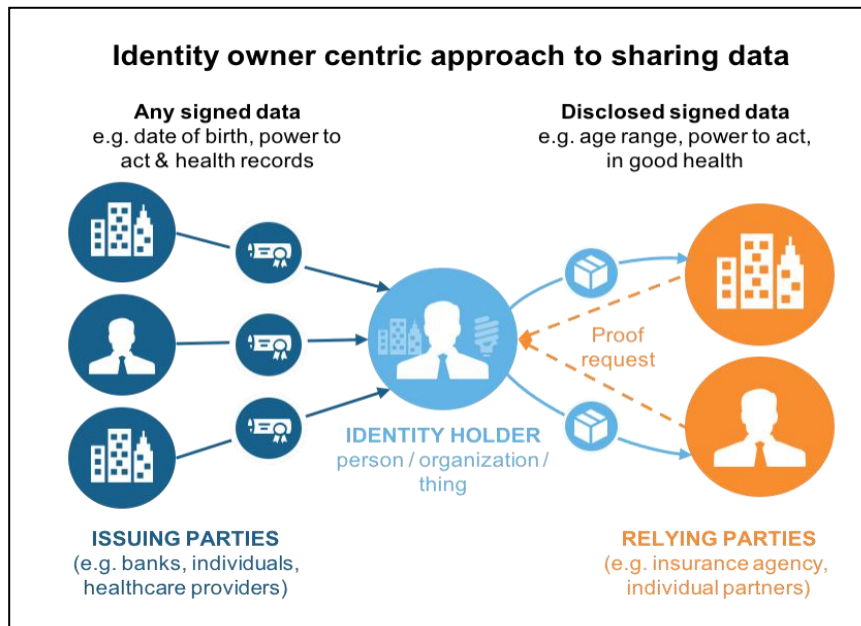 Identity owner centric approach to sharing data
Any signed data
e.g. date of birth, power to
act & health records
Disclosed signed data
e.g. age range, power to act,
in good health
Proof
request
IDENTITY HOLDER
person / organization /
thing
ISSUING PARTIES
(e.g. banks, individuals,
healthcare providers)
RELYING PARTIES
(e.g. insurance agency,
individual partners)